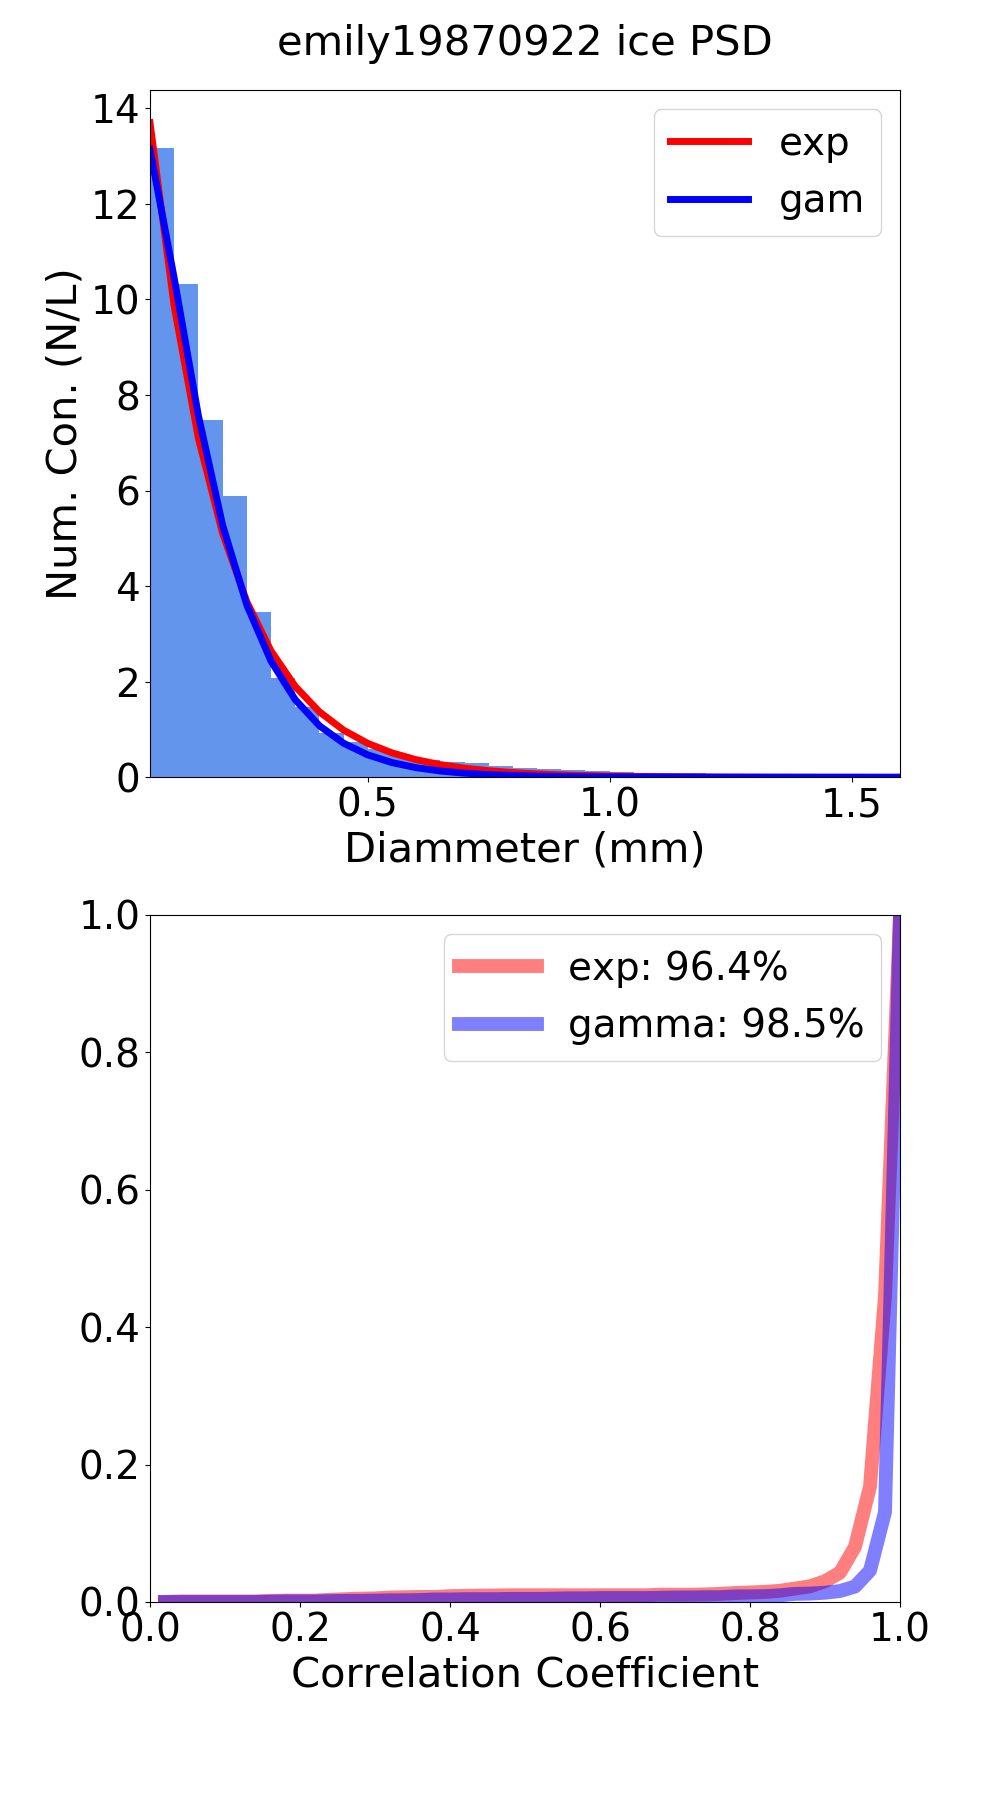 emily19870922 ice PSD
14
12
10
8
6
4
2
0
Num. Con. (N/L)
exp
gam
0.5 1.0 1.5
Diammeter (mm)
1.0
0.8
0.6
0.4
0.2
0.0
exp: 96.4%
gamma: 98.5%
0.0 0.2 0.4 0.6 0.8 1.0
Correlation Coefficient